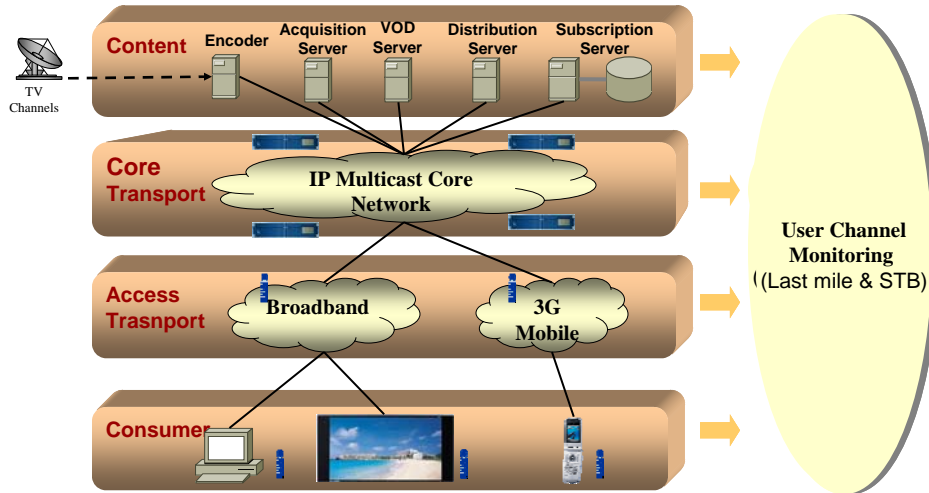 Content
Encoder
Acquisition
Server
VOD
Server
Distribution
Server
Subscription
Server
TV
Channels
Core
Transport
IP Multicast Core
Network
Access
Trasnport
Broadband
3G
Mobile
Consumer
User Channel
Monitoring
((Last mile & STB)